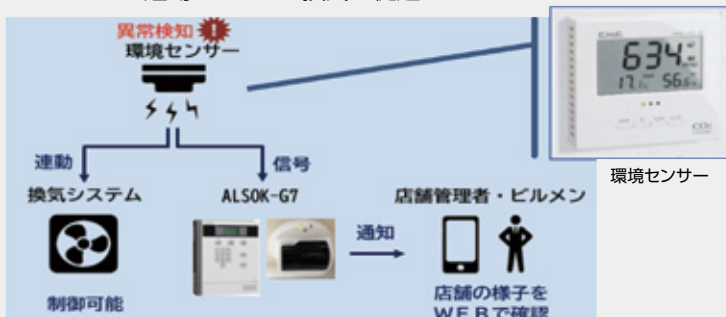 異常検知
環境センサー
634
17.
56.
CO2
環境センサー
連動
信号
換気システム
ALSOK-G7
店舗管理者・ビルメン
通知
制御可能
店舗の様子を
WEBで確認